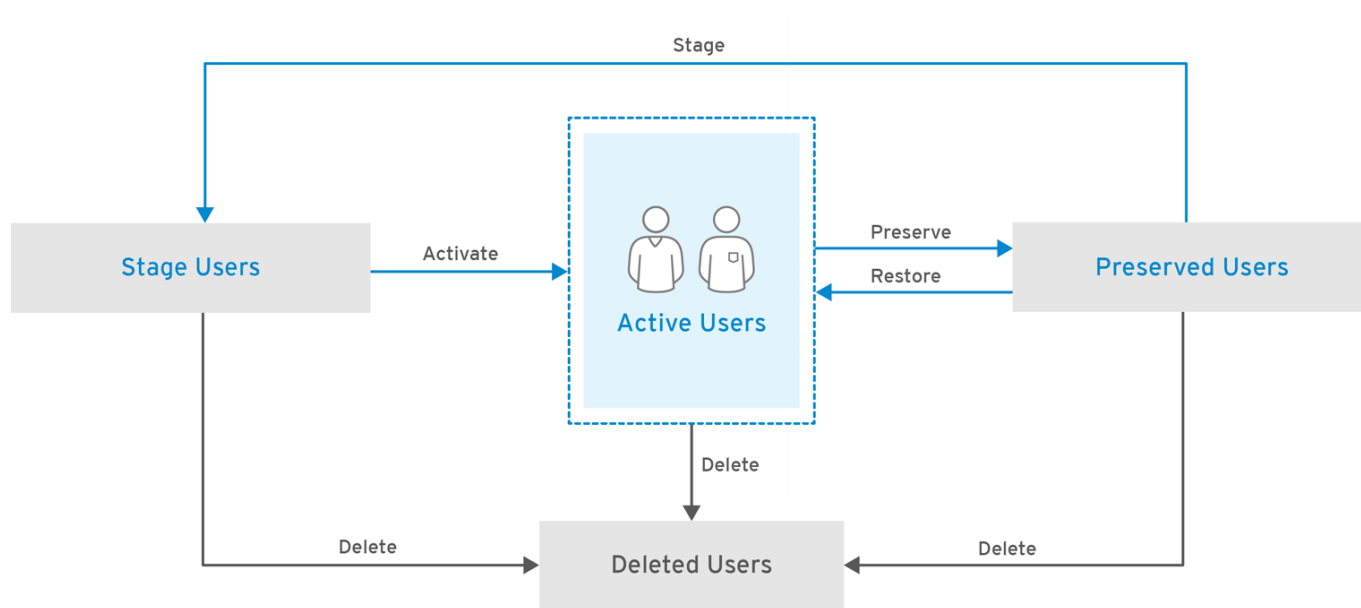 Stage
Stage Users
Activate
Active Users
Preserve
Restore
Preserved Users
Delete
Delete
Delete
Deleted Users